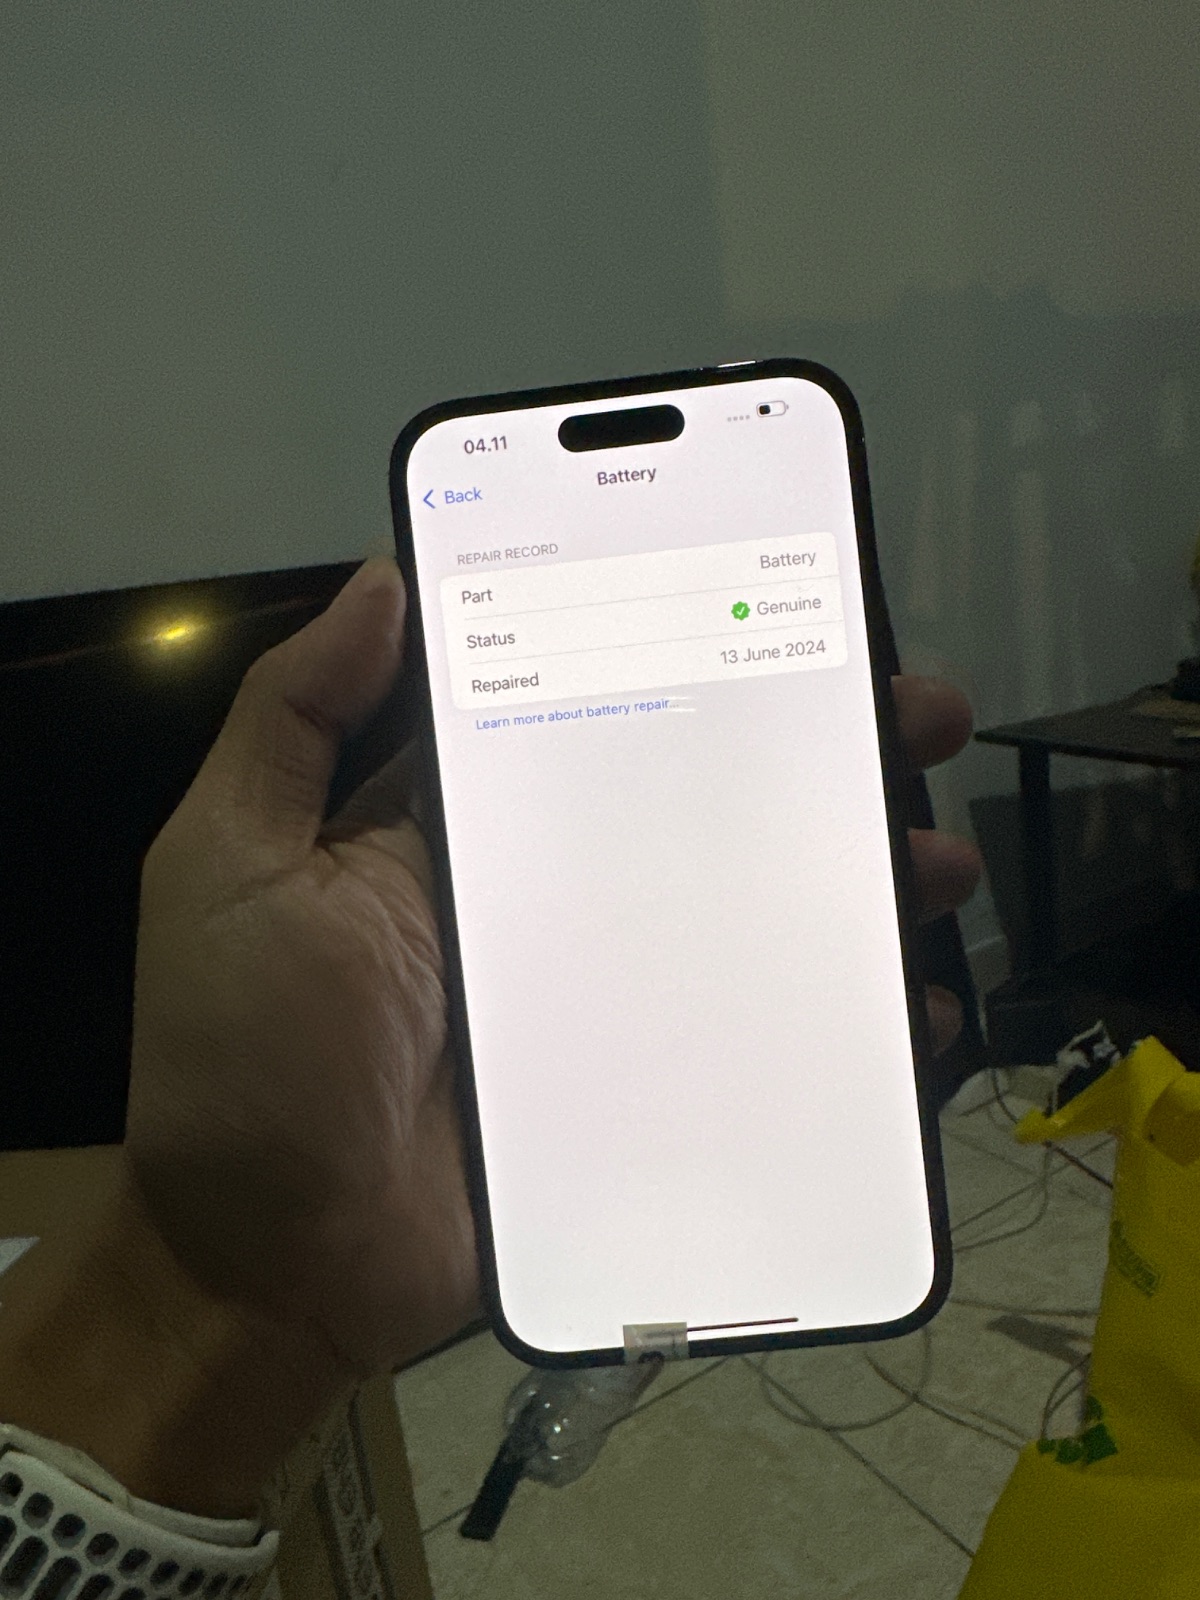 04.11
Back
Battery
REPAIR RECORD
Part
Battery
Status
Genuine
Repaired
13 June 2024
Learn more about battery repair...